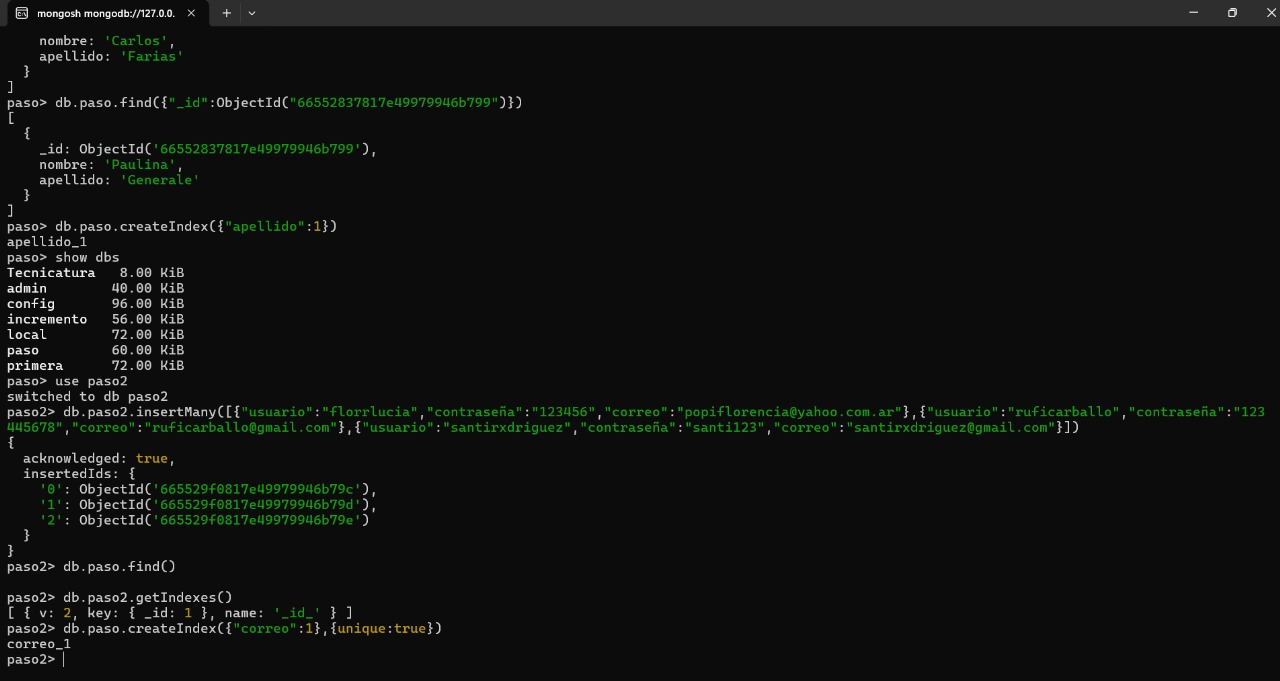 mongosh mongodb://127.0.0.
nombre: 'Carlos',
apellido: 'Farias'
}
]
paso> db.paso.find({"_id":ObjectId("66552837817e49979946b799")})
[
{
_id: ObjectId('66552837817e49979946b799'),
nombre: 'Paulina',
apellido: 'Generale'
}
]
paso> db.paso.createIndex({"apellido":1})
apellido_1
paso> show dbs
Tecnicatura 8.00 KiB
admin 40.00 KiB
config 96.00 KiB
incremento 56.00 KiB
local 72.00 KiB
paso 60.00 KiB
primera 72.00 KiB
paso> use paso2
switched to db paso2
paso2> db.paso2.insertMany([{"usuario":"florrlucia","contraseña":"123456","correo":"popiflorencia@yahoo.com.ar"},{"usuario":"ruficarballo","contraseña":"123
445678","correo":"ruficarballo@gmail.com"},{"usuario":"santirxdriguez","contraseña":"santi123","correo":"santirxdriguez@gmail.com"}])
{
acknowledged: true,
insertedIds: {
'0': ObjectId('665529f0817e49979946b79c'),
'1': ObjectId('665529f0817e49979946b79d'),
'2': ObjectId('665529f0817e49979946b79e')
}
}
paso2> db.paso.find()
paso2> db.paso2.getIndexes()
[ { v: 2, key: { _id: 1 }, name: '_id_' } ]
paso2> db.paso.createIndex({"correo":1},{unique:true})
correo_1
paso2>